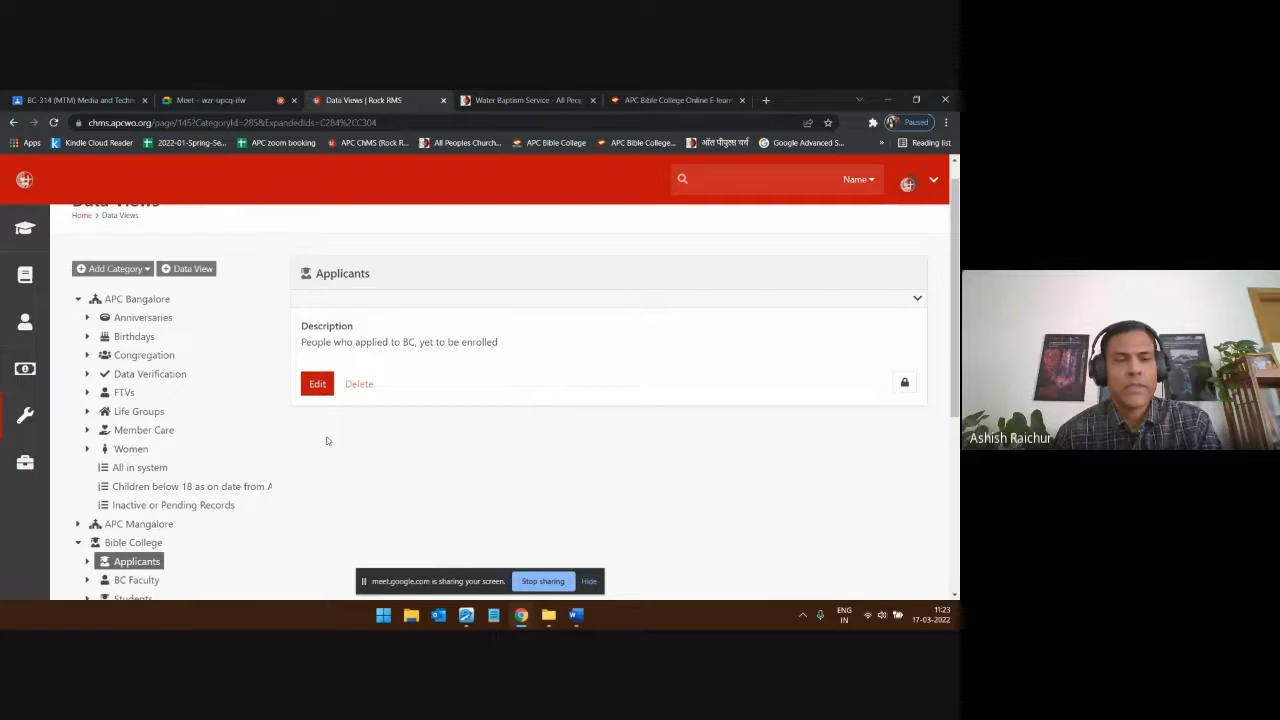 BC-314 (MTM) Media and Techn
Meet – wzr-upcq-ifw
Data Views | Rock RMS
Water Baptism Service - All Peop
APC Bible College Online E-learn
chms.apcwo.org/page/145?CategoryId=285&ExpandedIds=C284%2CC304
Paused
Apps
Kindle Cloud Reader
2022-01-Spring-Se...
APC zoom booking
APC ChMS (Rock R...
All Peoples Church...
APC Bible College
APC Bible College...
ऑल पीपुल्स चर्च
Google Advanced S...
Reading list
Name
Data Views
Home > Data Views
Add Category
Data View
APC Bangalore
Anniversaries
Birthdays
Congregation
Data Verification
FTVs
Life Groups
Member Care
Women
All in system
Children below 18 as on date from A
Inactive or Pending Records
APC Mangalore
Bible College
Applicants
BC Faculty
Students
Applicants
Description
People who applied to BC, yet to be enrolled
Edit
Delete
meet.google.com is sharing your screen.
Stop sharing
Hide
ENG
IN
11:23
17-03-2022
Ashish Raichur